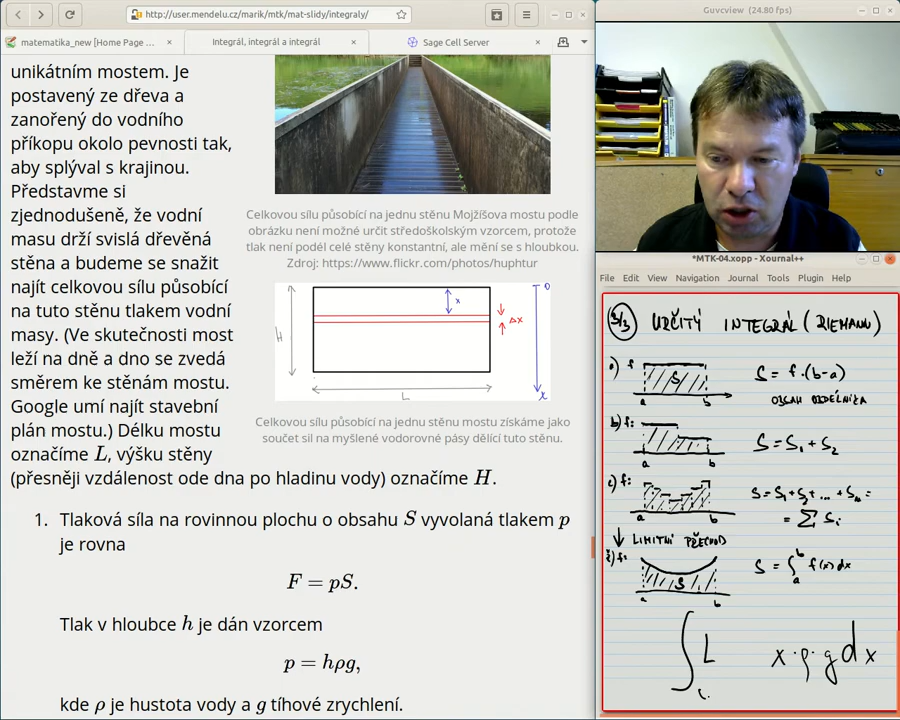 http://user.mendelu.cz/marik/mtk/mat-slidy/integraly/
Guvcview (24.80 fps)
matematika_new [Home Page ...
Integrál, integrál a integrál
Sage Cell Server
unikátním mostem. Je
postavený ze dřeva a
zanořený do vodního
příkopu okolo pevnosti tak,
aby splýval s krajinou.
Představme si
zjednodušeně, že vodní
masu drží svislá dřevěná
stěna a budeme se snažit
najít celkovou sílu působící
na tuto stěnu tlakem vodní
masy. (Ve skutečnosti most
leží na dně a dno se zvedá
směrem ke stěnám mostu.
Google umí najít stavební
plán mostu.) Délku mostu
označíme L, výšku stěny
(přesněji vzdálenost ode dna po hladinu vody) označíme H.
Celkovou sílu působící na jednu stěnu Mojžíšova mostu podle
obrázku není možné určit středoškolským vzorcem, protože
tlak není podél celé stěny konstantní, ale mění se s hloubkou.
Zdroj: https://www.flickr.com/photos/huphtur
H
x
Δx
0
L
x
Celkovou sílu působící na jednu stěnu mostu získáme jako
součet sil na myšlené vodorovné pásy dělící tuto stěnu.
1. Tlaková síla na rovinnou plochu o obsahu S vyvolaná tlakem p
je rovna
F = pS.
Tlak v hloubce h je dán vzorcem
p = hρg,
kde ρ je hustota vody a g tíhové zrychlení.
*MTK-04.xopp - Xournal++
File Edit View Navigation Journal Tools Plugin Help
3/3 URČITÝ INTEGRÁL (RIEMANN)
a) f
S
a b
S = f·(b-a)
OBSAH OBDÉLNÍKA
b) f:
a b
S = S₁ + S₂
c) f:
a b
S = S₁ + S₂ + ... + Sₙ =
= ∑ Sᵢ
LIMITNÍ PŘECHOD
f:
S
a b
S = ∫ₐᵇ f(x) dx
∫ L x·ρ·g dx